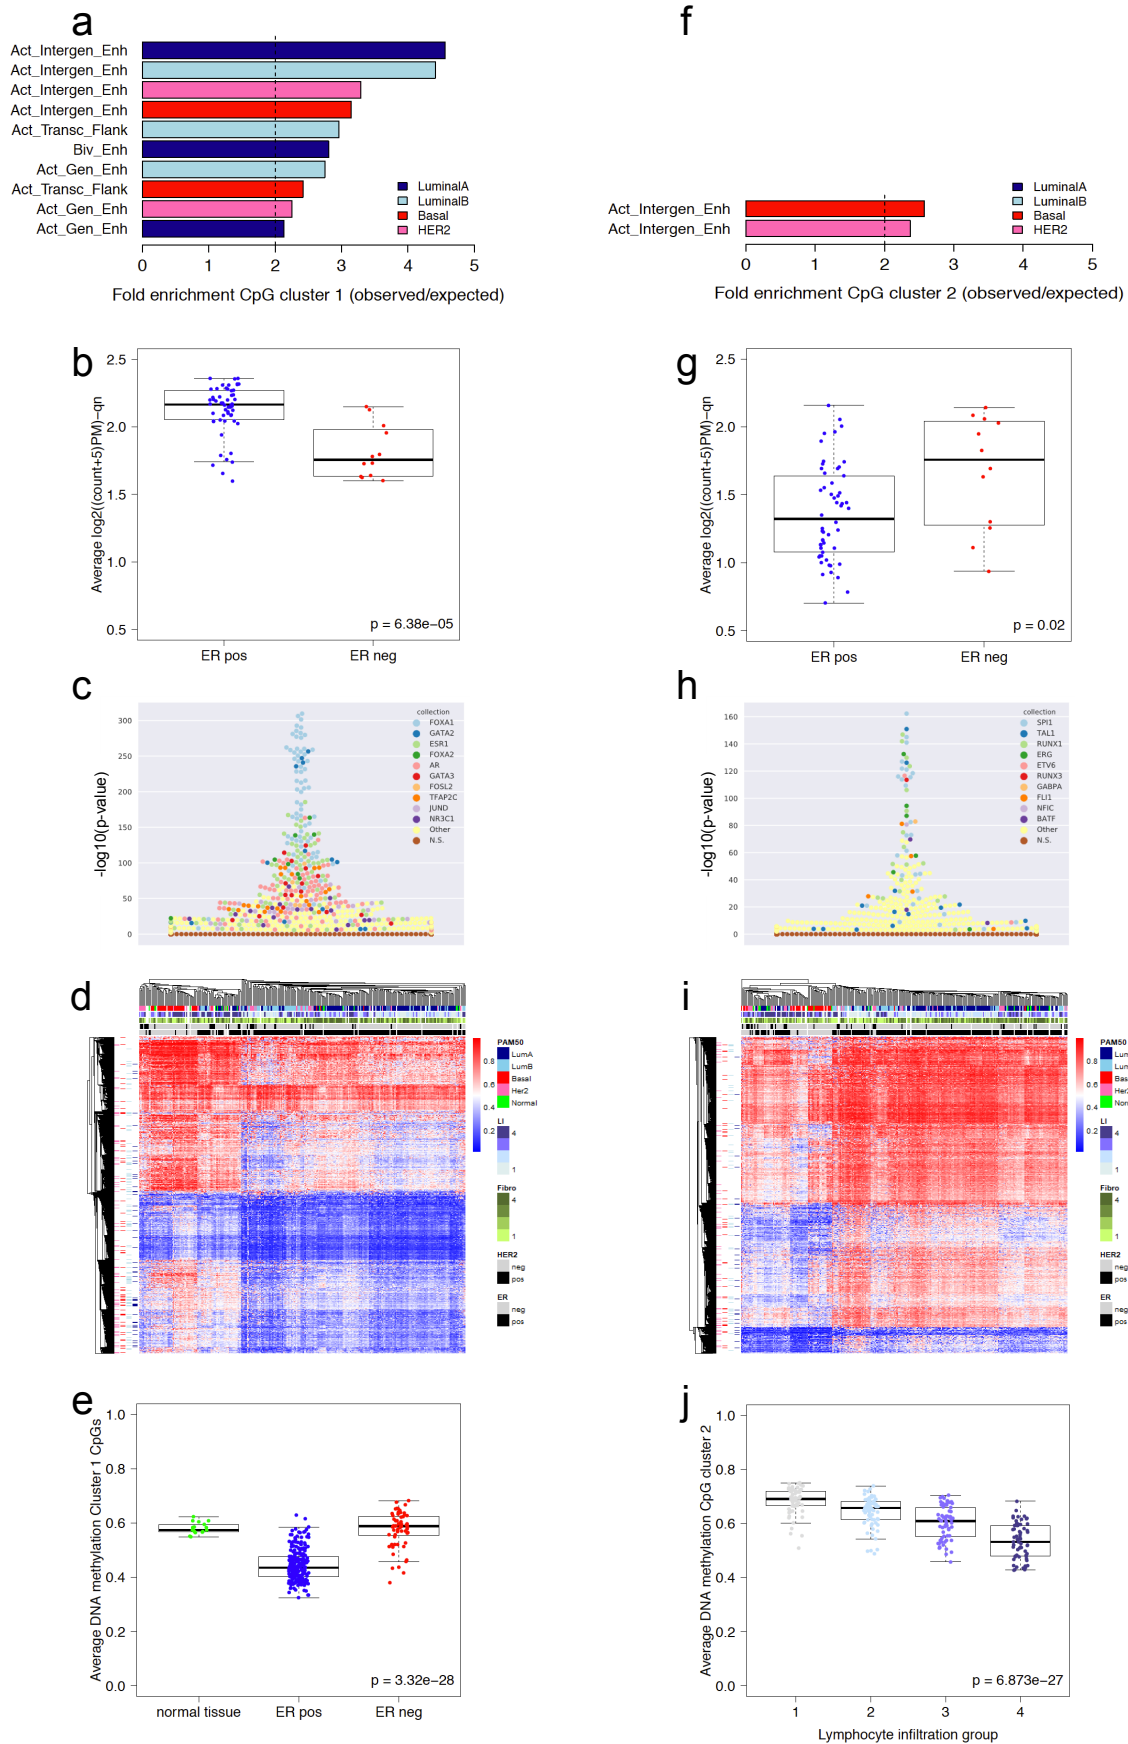 a
Act_Intergen_Enh
Act_Intergen_Enh
Act_Intergen_Enh
Act_Intergen_Enh
Act_Transc_Flank
Biv_Enh
Act_Gen_Enh
Act_Transc_Flank
Act_Gen_Enh
Act_Gen_Enh
LuminalA
LuminalB
Basal
HER2
0 1 2 3 4 5
Fold enrichment CpG cluster 1 (observed/expected)
f
Act_Intergen_Enh
Act_Intergen_Enh
LuminalA
LuminalB
Basal
HER2
0 1 2 3 4 5
Fold enrichment CpG cluster 2 (observed/expected)
b
Average log2((count+5)PM)−qn
2.5
2.0
1.5
1.0
0.5
p = 6.38e−05
ER pos ER neg
g
Average log2((count+5)PM)−qn
2.5
2.0
1.5
1.0
0.5
p = 0.02
ER pos ER neg
c
-log10(p-value)
300
250
200
150
100
50
0
collection
FOXA1
GATA2
ESR1
FOXA2
AR
GATA3
FOSL2
TFAP2C
JUND
NR3C1
Other
N.S.
h
-log10(p-value)
160
140
120
100
80
60
40
20
0
collection
SPI1
TAL1
RUNX1
ERG
ETV6
RUNX3
GABPA
FLI1
NFIC
BATF
Other
N.S.
d
0.8
0.6
0.4
0.2
PAM50
LumA
LumB
Basal
Her2
Normal
LI
4
1
Fibro
4
1
HER2
neg
pos
ER
neg
pos
i
0.8
0.6
0.4
0.2
PAM50
LumA
LumB
Basal
Her2
Nor
LI
4
1
Fibro
4
1
HER2
neg
pos
ER
neg
pos
e
Average DNA methylation Cluster 1 CpGs
1.0
0.8
0.6
0.4
0.2
0.0
p = 3.32e−28
normal tissue ER pos ER neg
j
Average DNA methylation CpG cluster 2
1.0
0.8
0.6
0.4
0.2
0.0
p = 6.873e−27
1 2 3 4
Lymphocyte infiltration group